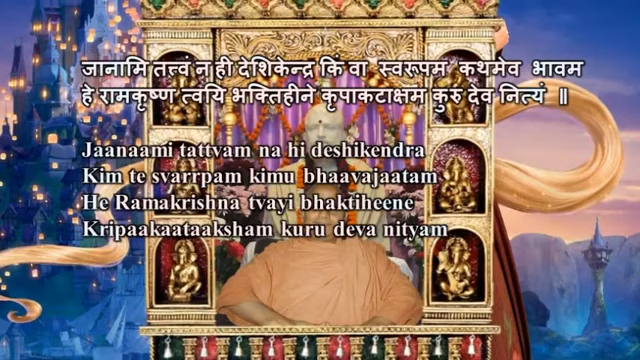 जानामि तत्त्वं न ही देशिकेन्द्र किं वा स्वरूपम कथमेव भावम
हे रामकृष्ण त्वयि भक्तिहीने कृपाकटाक्षम कुरु देव नित्यं ॥
Jaanaami tattvam na hi deshikendra
Kim te svarrpam kimu bhaavajaatam
He Ramakrishna tvayi bhaktiheene
Kripaakaataaksham kuru deva nityam